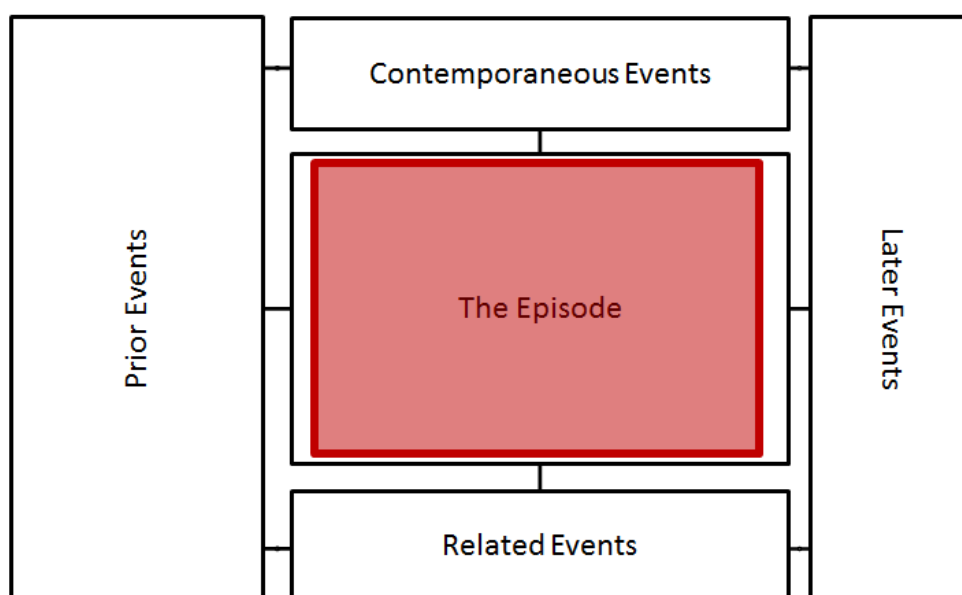 Contemporaneous Events
Prior Events
The Episode
Later Events
Related Events